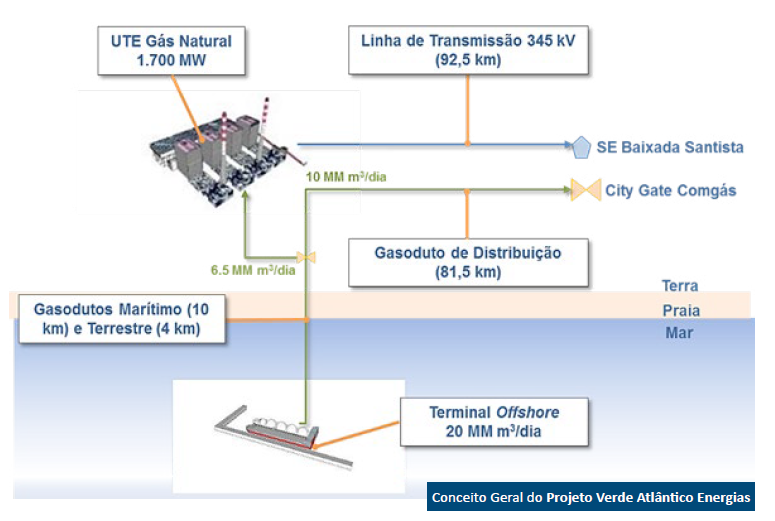 UTE Gás Natural
1.700 MW
Linha de Transmissão 345 kV
(92,5 km)
SE Baixada Santista
10 MM m³/dia
City Gate Comgás
Gasoduto de Distribuição
(81,5 km)
6.5 MM m³/dia
Terra
Gasodutos Marítimo (10
km) e Terrestre (4 km)
Praia
Mar
Terminal Offshore
20 MM m³/dia
Conceito Geral do Projeto Verde Atlântico Energias